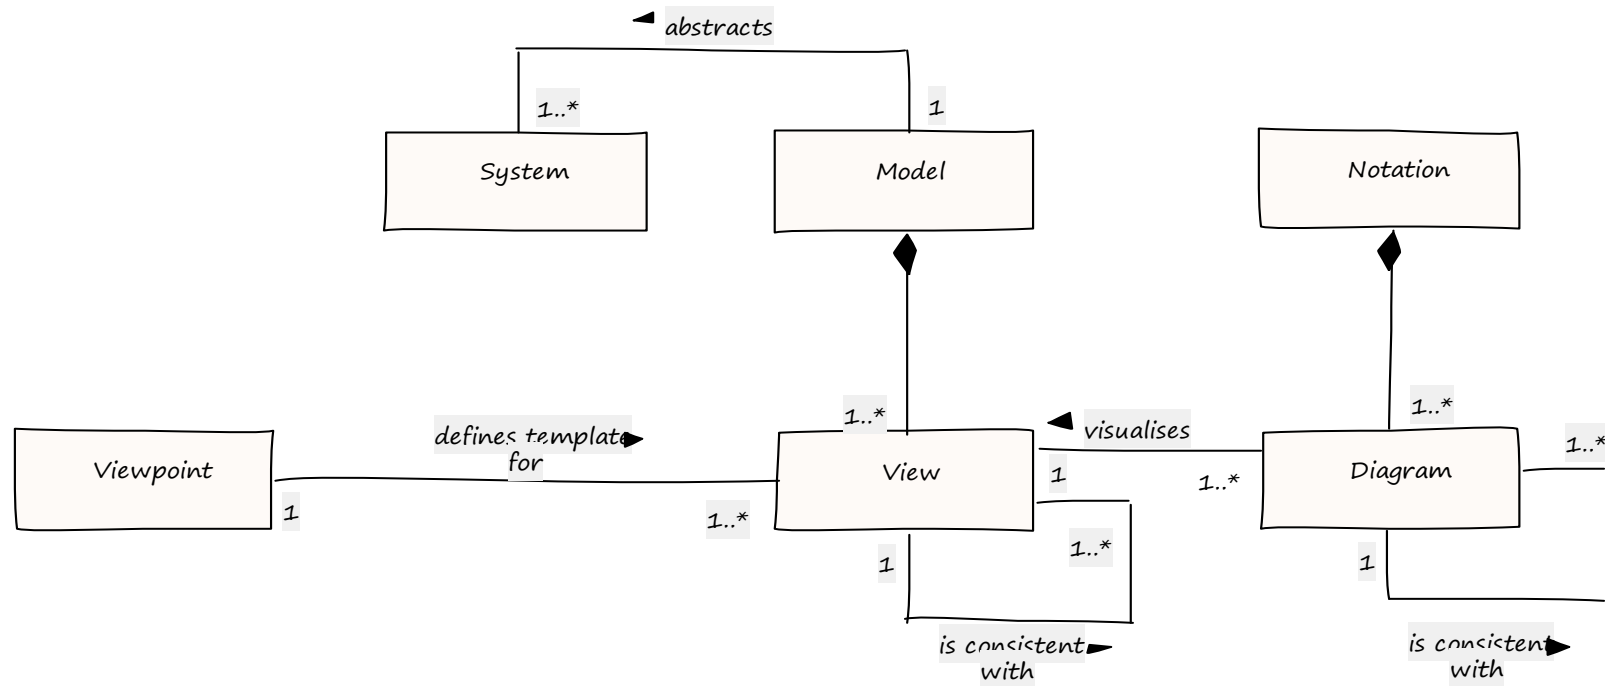 abstracts
1..*
1
System
Model
Notation
1..*
1..*
defines template
for
visualises
1..*
Viewpoint
View
Diagram
1
1..*
1
1..*
1
1..*
1
is consistent
with
is consistent
with